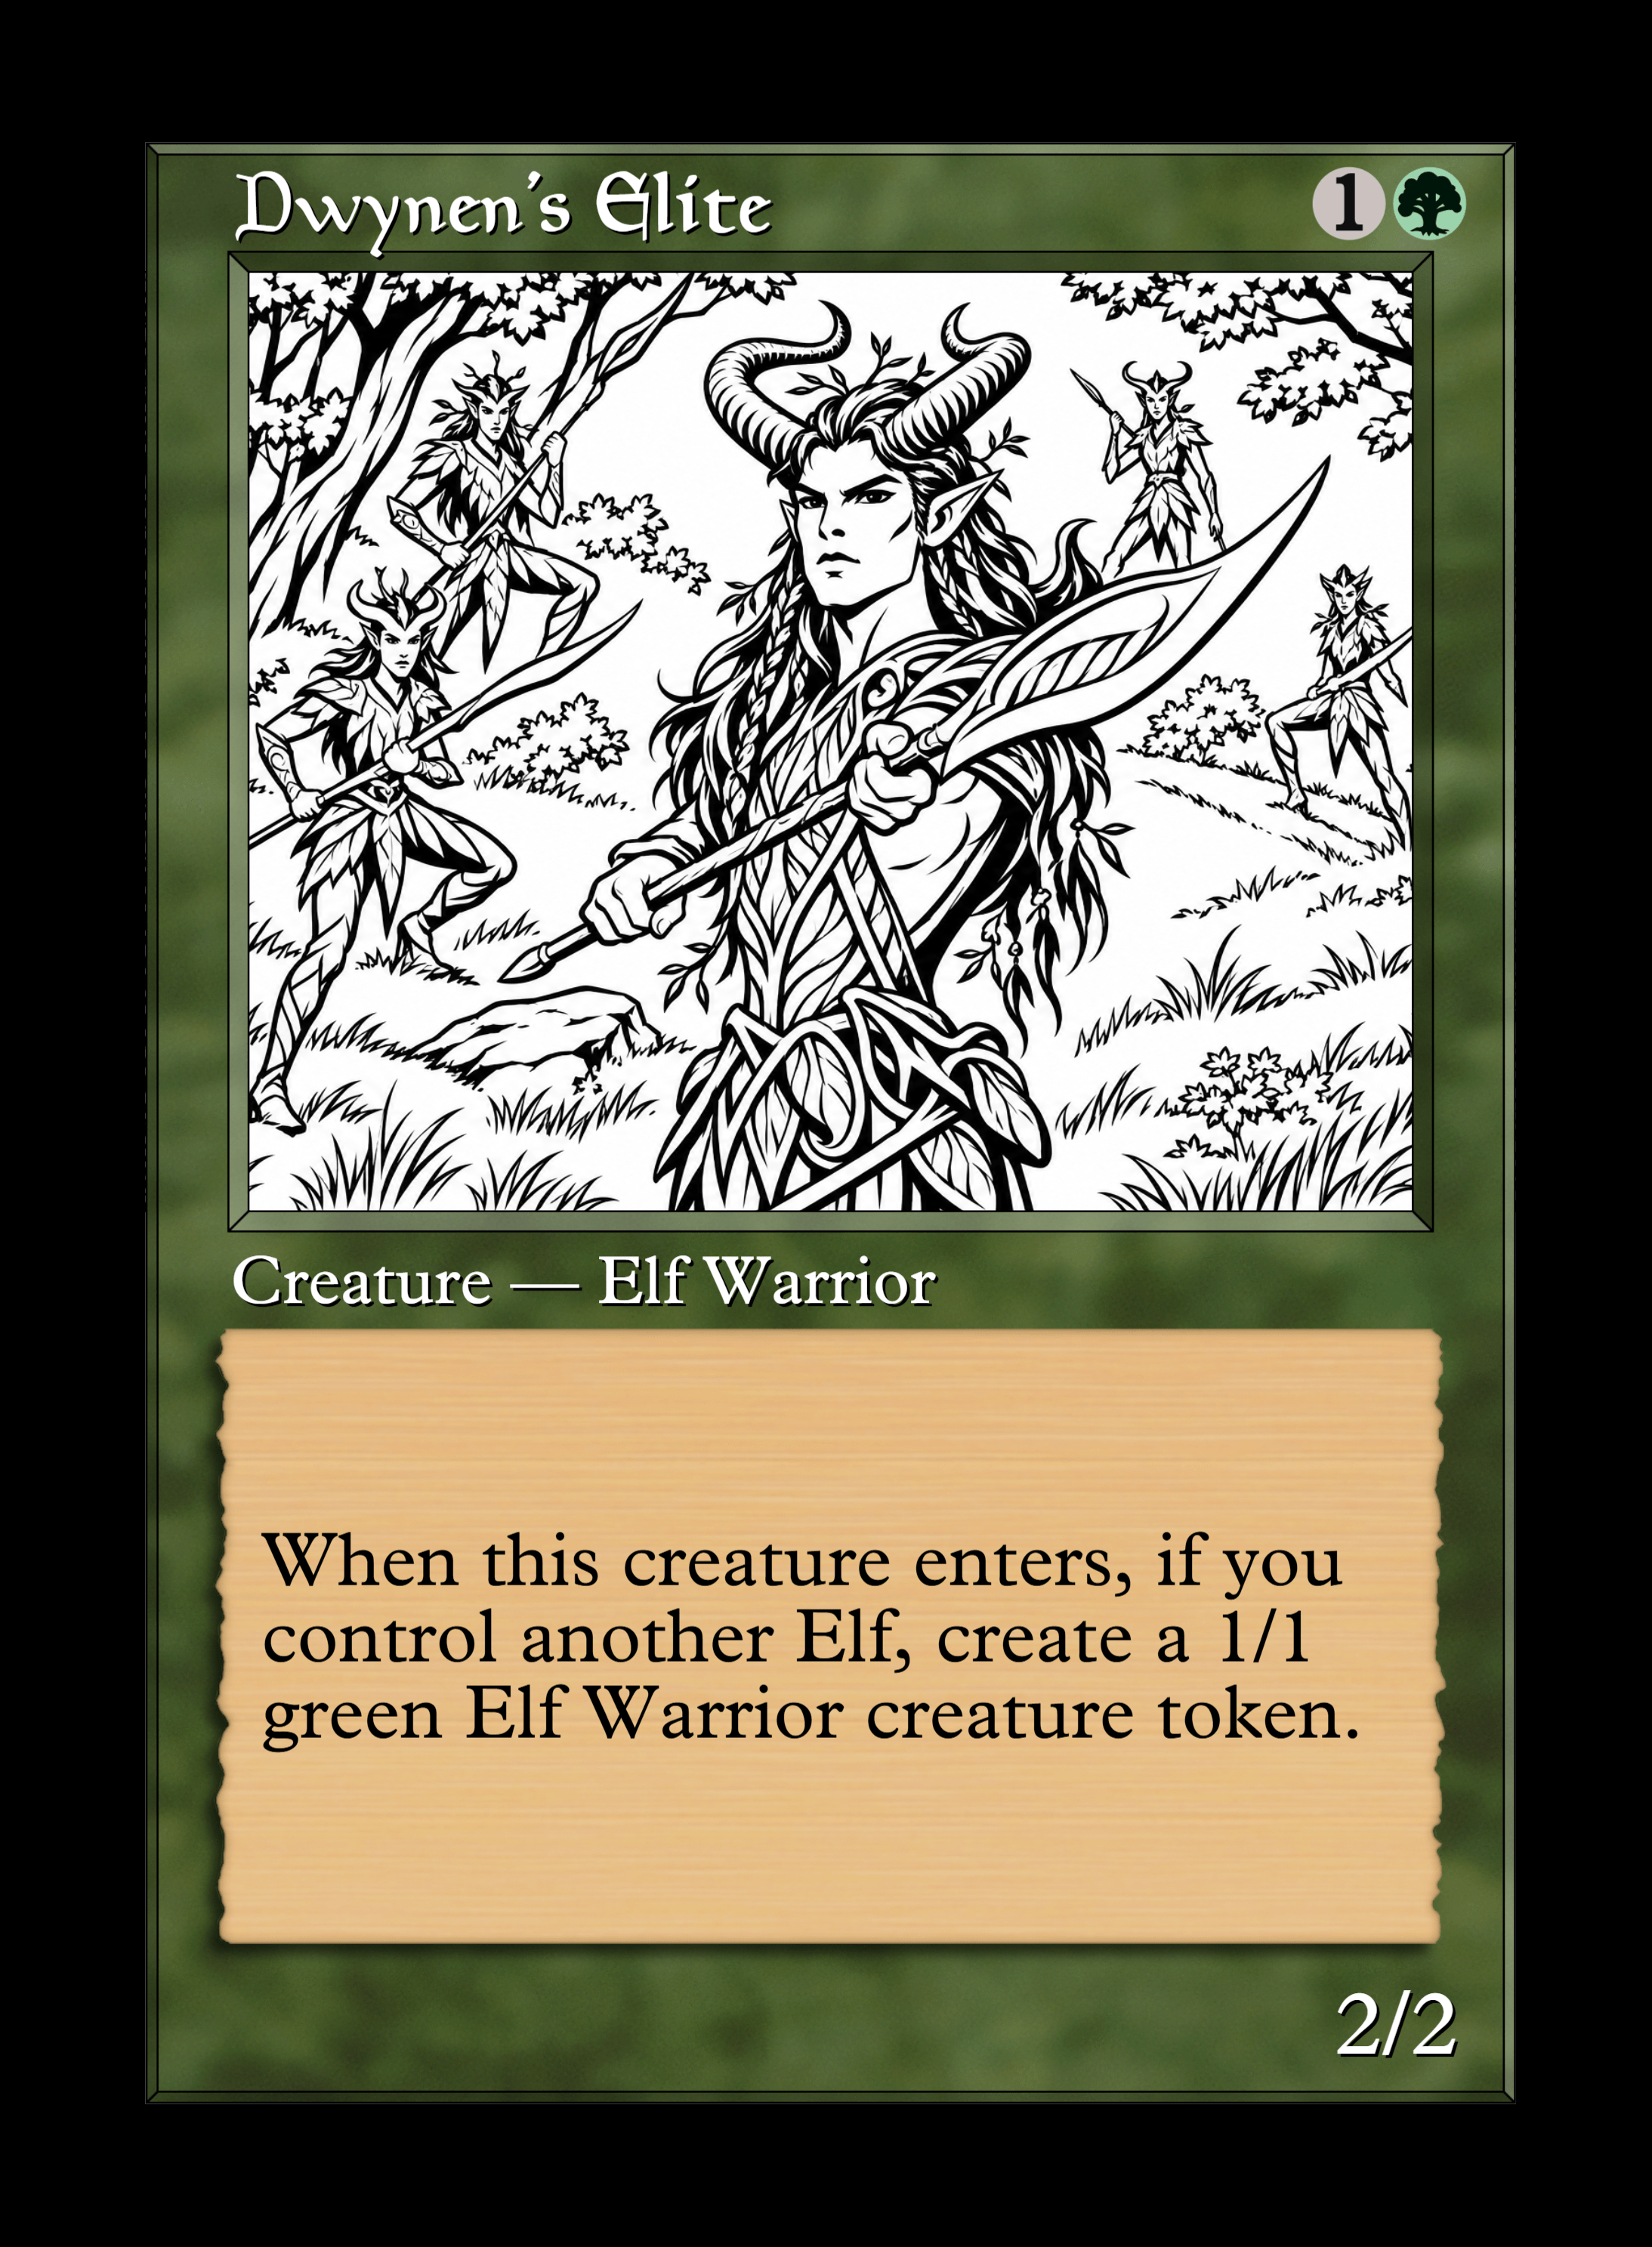 Dwynen's Elite 1
Creature — Elf Warrior
When this creature enters, if you
control another Elf, create a 1/1
green Elf Warrior creature token.
2/2